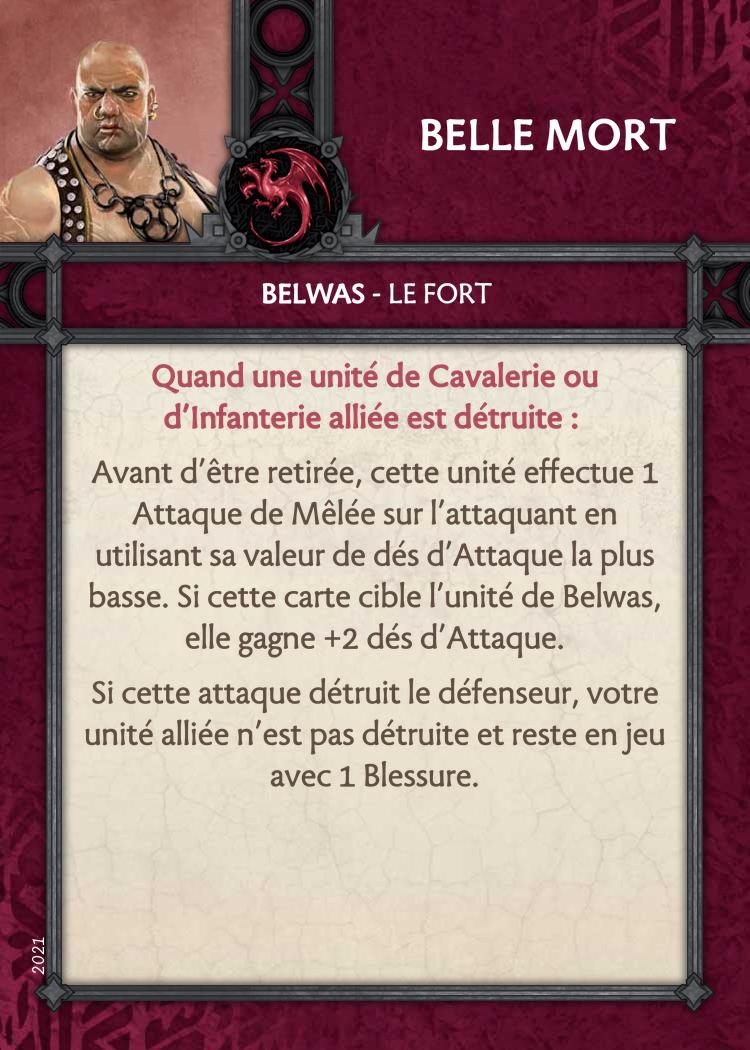 BELLE MORT
BELWAS - LE FORT
Quand une unité de Cavalerie ou
d'Infanterie alliée est détruite :
Avant d'être retirée, cette unité effectue 1
Attaque de Mêlée sur l'attaquant en
utilisant sa valeur de dés d'Attaque la plus
basse. Si cette carte cible l'unité de Belwas,
elle gagne +2 dés d'Attaque.
Si cette attaque détruit le défenseur, votre
unité alliée n'est pas détruite et reste en jeu
avec 1 Blessure.
2021